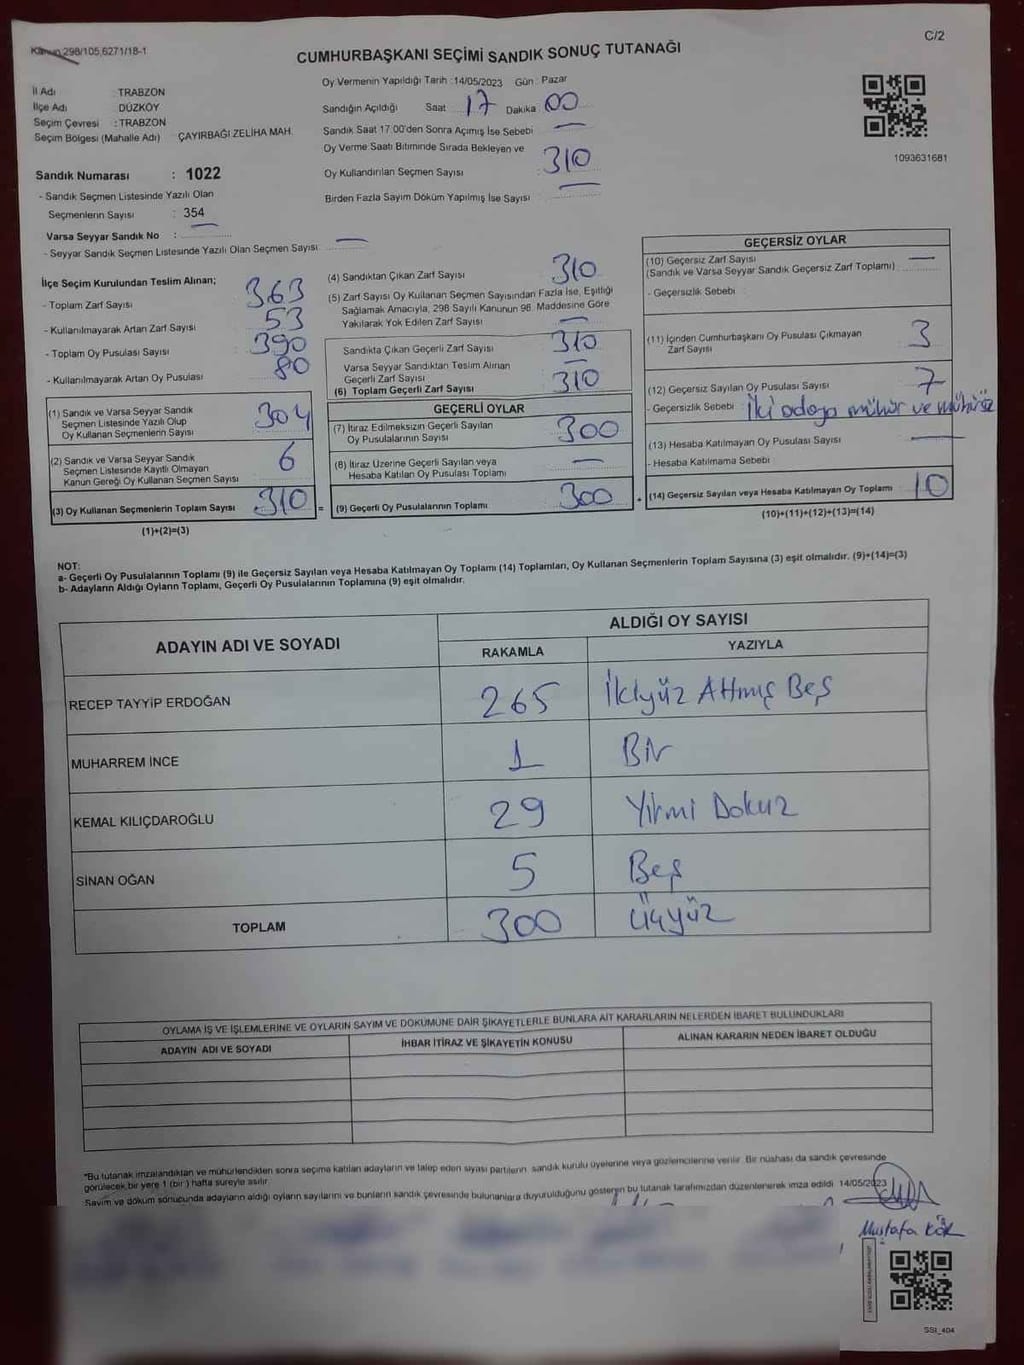 Kanun 298/105,6271/18-1
C/2
CUMHURBAŞKANI SEÇİMİ SANDIK SONUÇ TUTANAĞI
İl Adı : TRABZON
İlçe Adı : DÜZKÖY
Seçim Çevresi : TRABZON
Seçim Bölgesi (Mahalle Adı) ÇAYIRBAĞI ZELİHA MAH.
Oy Vermenin Yapıldığı Tarih :14/05/2023 Gün : Pazar
Sandığın Açıldığı Saat 17 Dakika 00
Sandık Saat 17.00'den Sonra Açılmış İse Sebebi —
Oy Verme Saati Bitiminde Sırada Bekleyen ve
Oy Kullandırılan Seçmen Sayısı : 310
Birden Fazla Sayım Döküm Yapılmış İse Sayısı —
1093631681
Sandık Numarası : 1022
- Sandık Seçmen Listesinde Yazılı Olan
Seçmenlerin Sayısı : 354
Varsa Seyyar Sandık No : —
- Seyyar Sandık Seçmen Listesinde Yazılı Olan Seçmen Sayısı —
İlçe Seçim Kurulundan Teslim Alınan;
- Toplam Zarf Sayısı 363
- Kullanılmayarak Artan Zarf Sayısı 53
- Toplam Oy Pusulası Sayısı 390
- Kullanılmayarak Artan Oy Pusulası 80
(1) Sandık ve Varsa Seyyar Sandık
Seçmen Listesinde Yazılı Olup
Oy Kullanan Seçmenlerin Sayısı 304
(2) Sandık ve Varsa Seyyar Sandık
Seçmen Listesinde Kayıtlı Olmayan
Kanun Gereği Oy Kullanan Seçmen Sayısı 6
(3) Oy Kullanan Seçmenlerin Toplam Sayısı 310
(1)+(2)=(3)
(4) Sandıktan Çıkan Zarf Sayısı 310
(5) Zarf Sayısı Oy Kullanan Seçmen Sayısından Fazla İse, Eşitliği
Sağlamak Amacıyla, 298 Sayılı Kanunun 98. Maddesine Göre
Yakılarak Yok Edilen Zarf Sayısı —
Sandıkta Çıkan Geçerli Zarf Sayısı 310
Varsa Seyyar Sandıktan Teslim Alınan
Geçerli Zarf Sayısı —
(6) Toplam Geçerli Zarf Sayısı 310
GEÇERLİ OYLAR
(7) İtiraz Edilmeksizin Geçerli Sayılan
Oy Pusulalarının Sayısı 300
(8) İtiraz Üzerine Geçerli Sayılan veya
Hesaba Katılan Oy Pusulası Toplamı —
= (9) Geçerli Oy Pusulalarının Toplamı 300
GEÇERSİZ OYLAR
(10) Geçersiz Zarf Sayısı —
(Sandık ve Varsa Seyyar Sandık Geçersiz Zarf Toplamı)
- Geçersizlik Sebebi
(11) İçinden Cumhurbaşkanı Oy Pusulası Çıkmayan
Zarf Sayısı 3
(12) Geçersiz Sayılan Oy Pusulası Sayısı 7
- Geçersizlik Sebebi İki adaya mühür ve mühürsüz
(13) Hesaba Katılmayan Oy Pusulası Sayısı —
- Hesaba Katılmama Sebebi
+ (14) Geçersiz Sayılan veya Hesaba Katılmayan Oy Toplamı 10
(10)+(11)+(12)+(13)=(14)
NOT:
a- Geçerli Oy Pusulalarının Toplamı (9) ile Geçersiz Sayılan veya Hesaba Katılmayan Oy Toplamı (14) Toplamları, Oy Kullanan Seçmenlerin Toplam Sayısına (3) eşit olmalıdır. (9)+(14)=(3)
b- Adayların Aldığı Oyların Toplamı, Geçerli Oy Pusulalarının Toplamına (9) eşit olmalıdır.
ADAYIN ADI VE SOYADI
ALDIĞI OY SAYISI
RAKAMLA YAZIYLA
RECEP TAYYİP ERDOĞAN 265 İkiyüz Altmış Beş
MUHARREM İNCE 1 Bir
KEMAL KILIÇDAROĞLU 29 Yirmi Dokuz
SİNAN OĞAN 5 Beş
TOPLAM 300 Üçyüz
OYLAMA İŞ VE İŞLEMLERİNE VE OYLARIN SAYIM VE DÖKÜMÜNE DAİR ŞİKAYETLERLE BUNLARA AİT KARARLARIN NELERDEN İBARET BULUNDUKLARI
ADAYIN ADI VE SOYADI İHBAR İTİRAZ VE ŞİKAYETİN KONUSU ALINAN KARARIN NEDEN İBARET OLDUĞU
*Bu tutanak imzalandıktan ve mühürlendikten sonra seçime katılan adayların ve talep eden siyasi partilerin sandık kurulu üyelerine veya gözlemcilerine verilir. Bir nüshası da sandık çevresinde
görülecek bir yere 1 (bir) hafta süreyle asılır.
Sayım ve döküm sonucunda adayların aldığı oyların sayılarını ve bunların sandık çevresinde bulunanlara duyurulduğunu gösteren bu tutanak tarafımızdan düzenlenerek imza edildi. 14/05/2023
Mustafa Kök
SSI_404